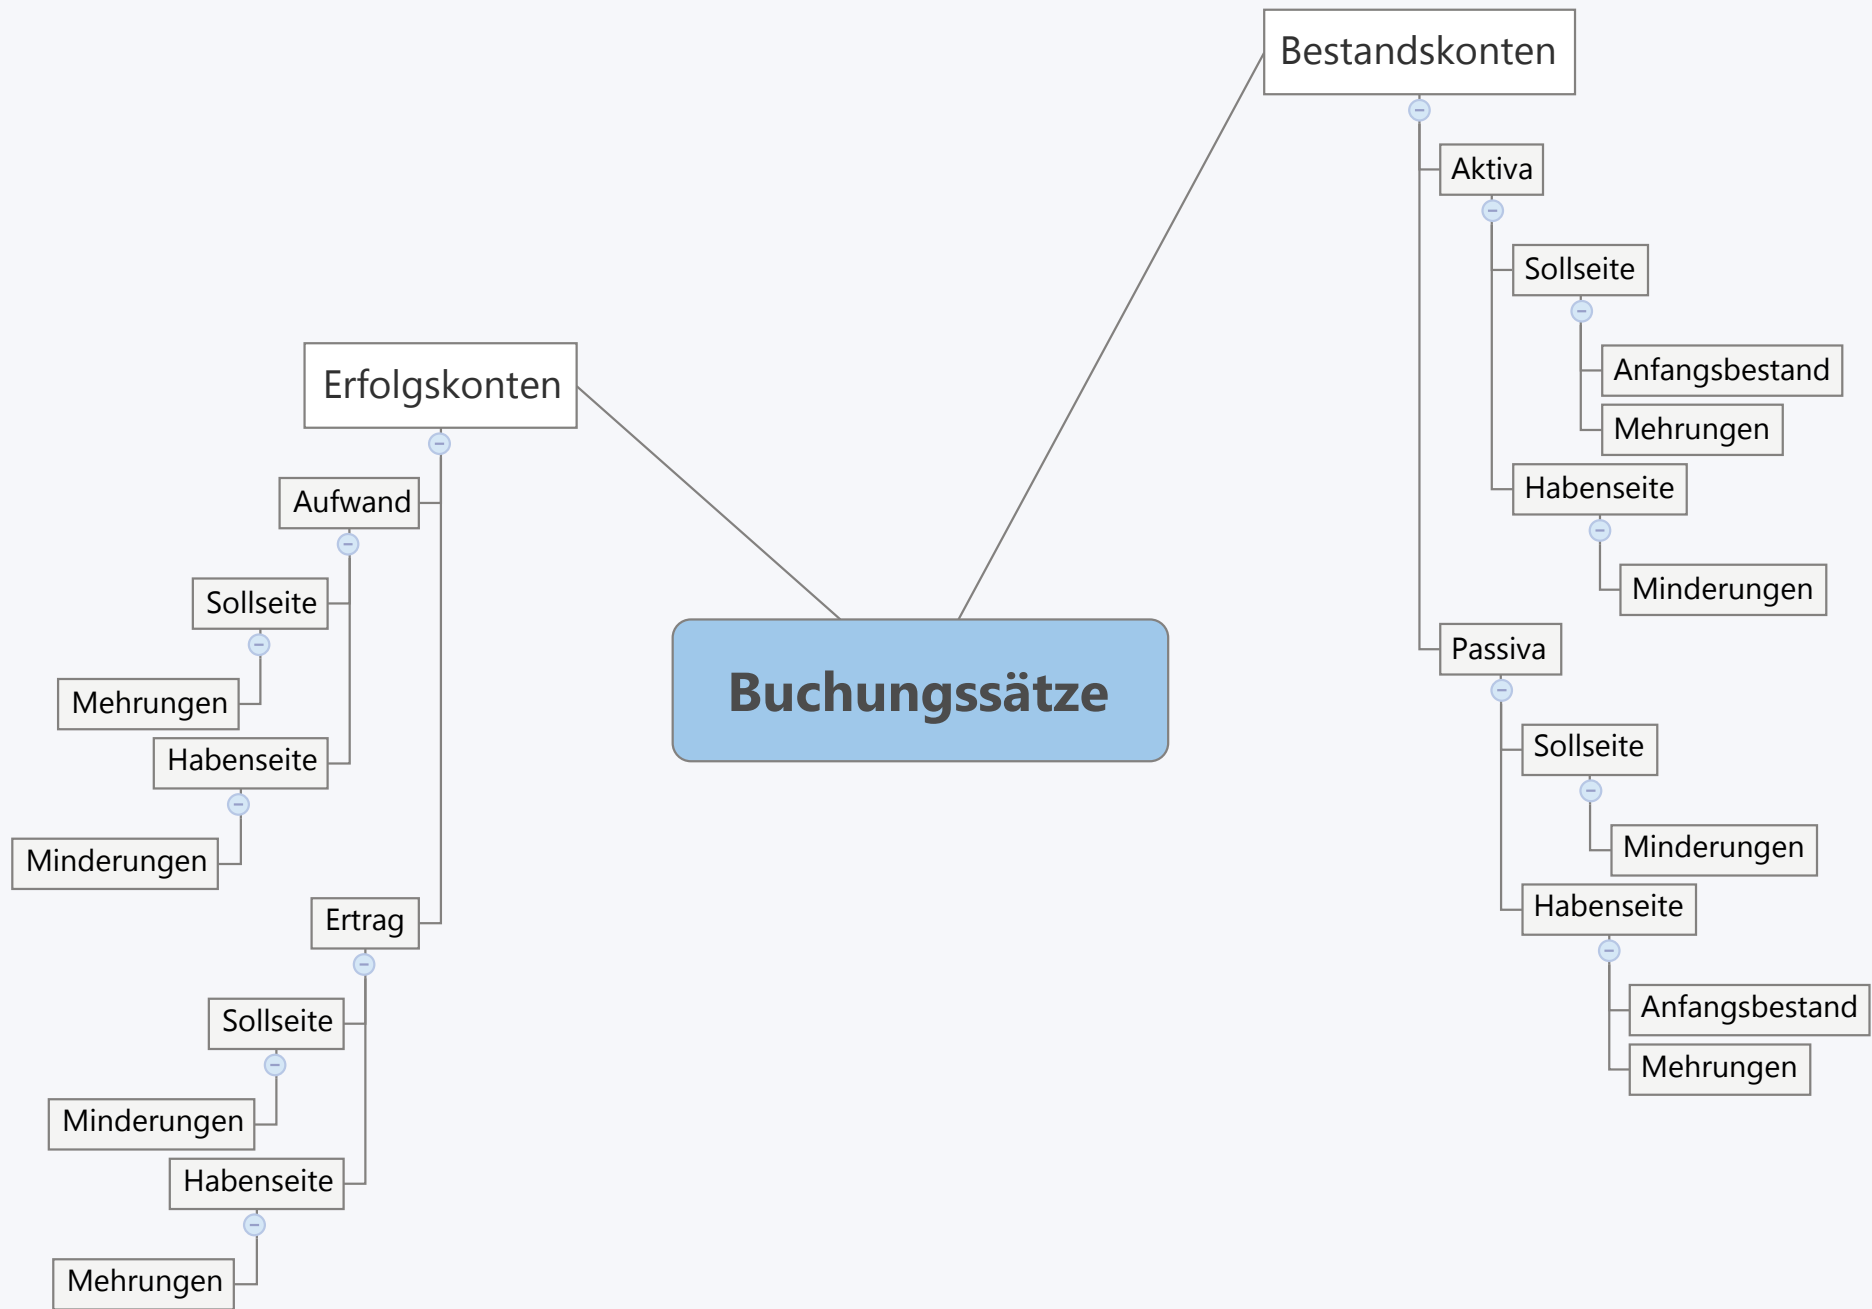 Buchungssätze
Bestandskonten
Aktiva
Sollseite
Anfangsbestand
Mehrungen
Habenseite
Minderungen
Passiva
Sollseite
Minderungen
Habenseite
Anfangsbestand
Mehrungen
Erfolgskonten
Aufwand
Sollseite
Mehrungen
Habenseite
Minderungen
Ertrag
Sollseite
Minderungen
Habenseite
Mehrungen